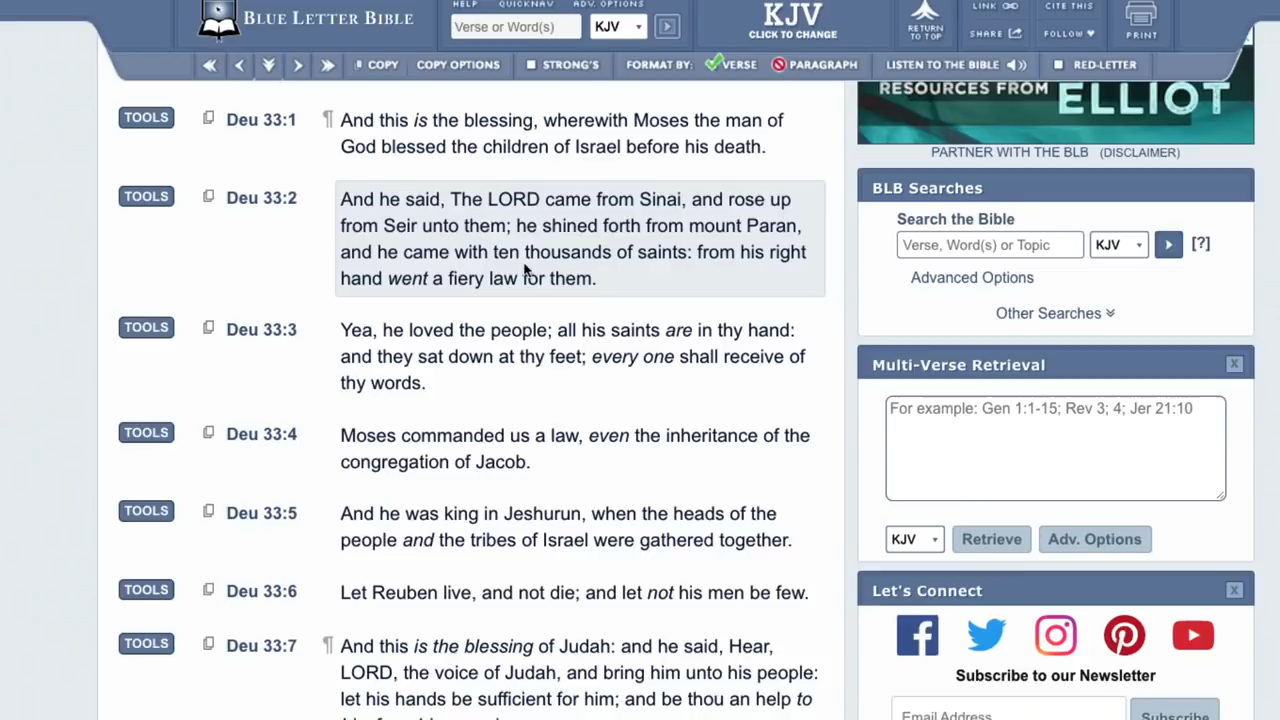 BLUE LETTER BIBLE
HELP QUICKNAV ADV. OPTIONS
Verse or Word(s) KJV
KJV
CLICK TO CHANGE
RETURN
TO TOP
LINK
SHARE
CITE THIS
FOLLOW
PRINT
COPY COPY OPTIONS STRONG'S FORMAT BY: VERSE PARAGRAPH LISTEN TO THE BIBLE RED-LETTER
TOOLS Deu 33:1 ¶ And this is the blessing, wherewith Moses the man of
God blessed the children of Israel before his death.
TOOLS Deu 33:2 And he said, The LORD came from Sinai, and rose up
from Seir unto them; he shined forth from mount Paran,
and he came with ten thousands of saints: from his right
hand went a fiery law for them.
TOOLS Deu 33:3 Yea, he loved the people; all his saints are in thy hand:
and they sat down at thy feet; every one shall receive of
thy words.
TOOLS Deu 33:4 Moses commanded us a law, even the inheritance of the
congregation of Jacob.
TOOLS Deu 33:5 And he was king in Jeshurun, when the heads of the
people and the tribes of Israel were gathered together.
TOOLS Deu 33:6 Let Reuben live, and not die; and let not his men be few.
TOOLS Deu 33:7 ¶ And this is the blessing of Judah: and he said, Hear,
LORD, the voice of Judah, and bring him unto his people:
let his hands be sufficient for him; and be thou an help to
RESOURCES FROM
ELLIOT
PARTNER WITH THE BLB (DISCLAIMER)
BLB Searches
Search the Bible
Verse, Word(s) or Topic KJV [?]
Advanced Options
Other Searches
Multi-Verse Retrieval X
For example: Gen 1:1-15; Rev 3; 4; Jer 21:10
KJV Retrieve Adv. Options
Let's Connect X
Subscribe to our Newsletter
Email Address Subscribe